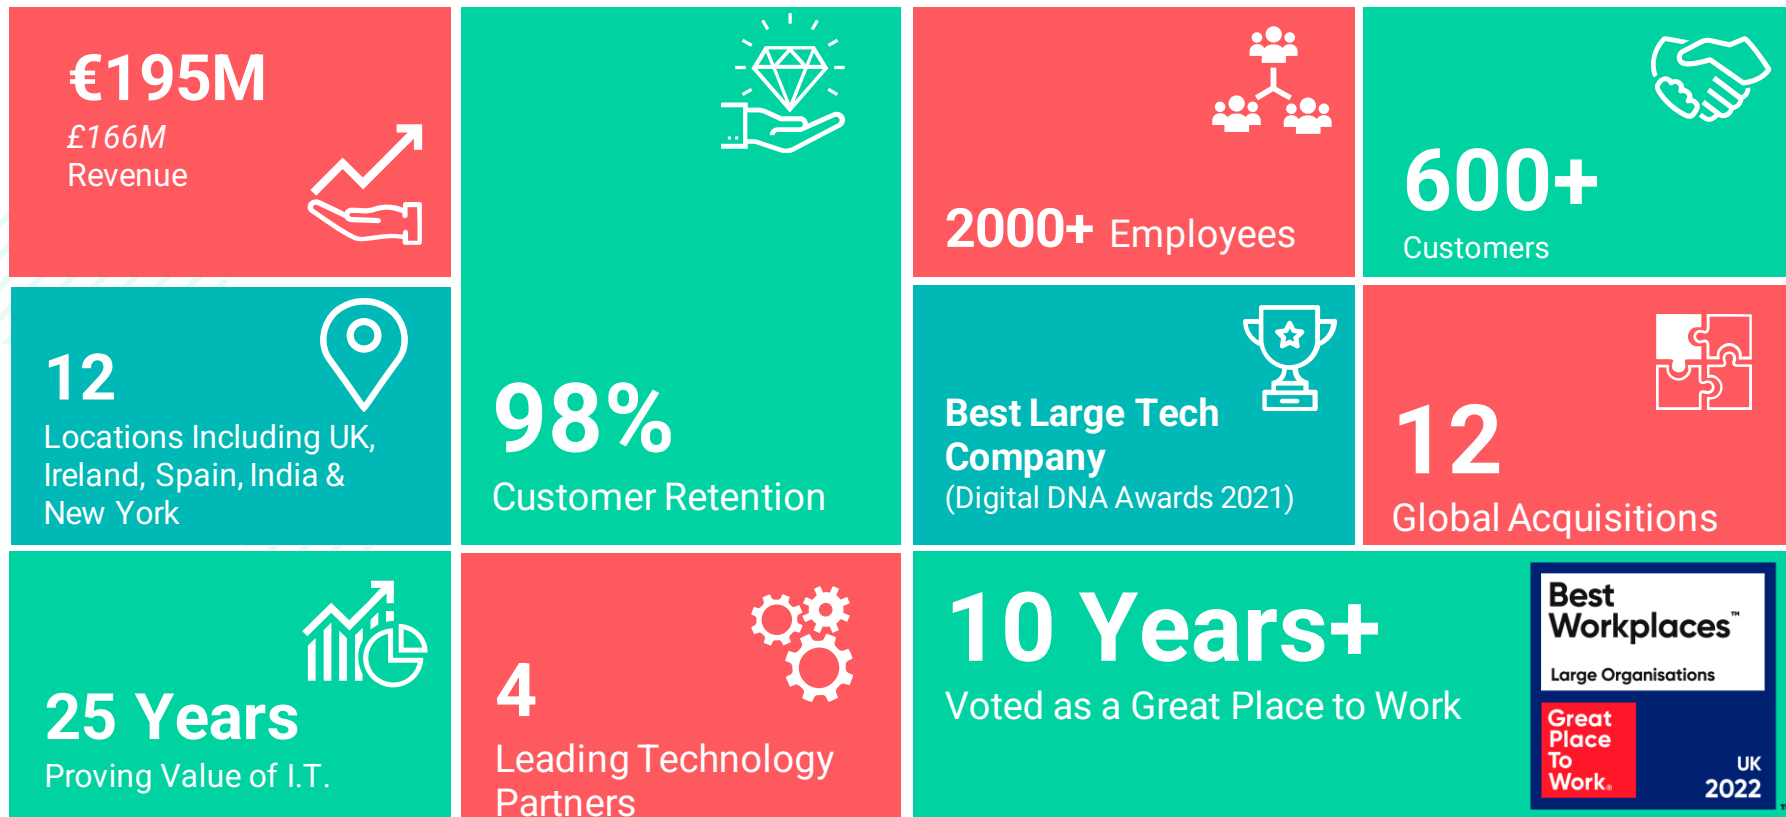 €195M
£166M
Revenue
98%
Customer Retention
2000+ Employees
600+
Customers
12
Locations Including UK,
Ireland, Spain, India &
New York
Best Large Tech
Company
(Digital DNA Awards 2021)
12
Global Acquisitions
25 Years
Proving Value of I.T.
4
Leading Technology
Partners
10 Years+
Voted as a Great Place to Work
Best
Workplaces™
Large Organisations
Great
Place
To
Work®
UK
2022